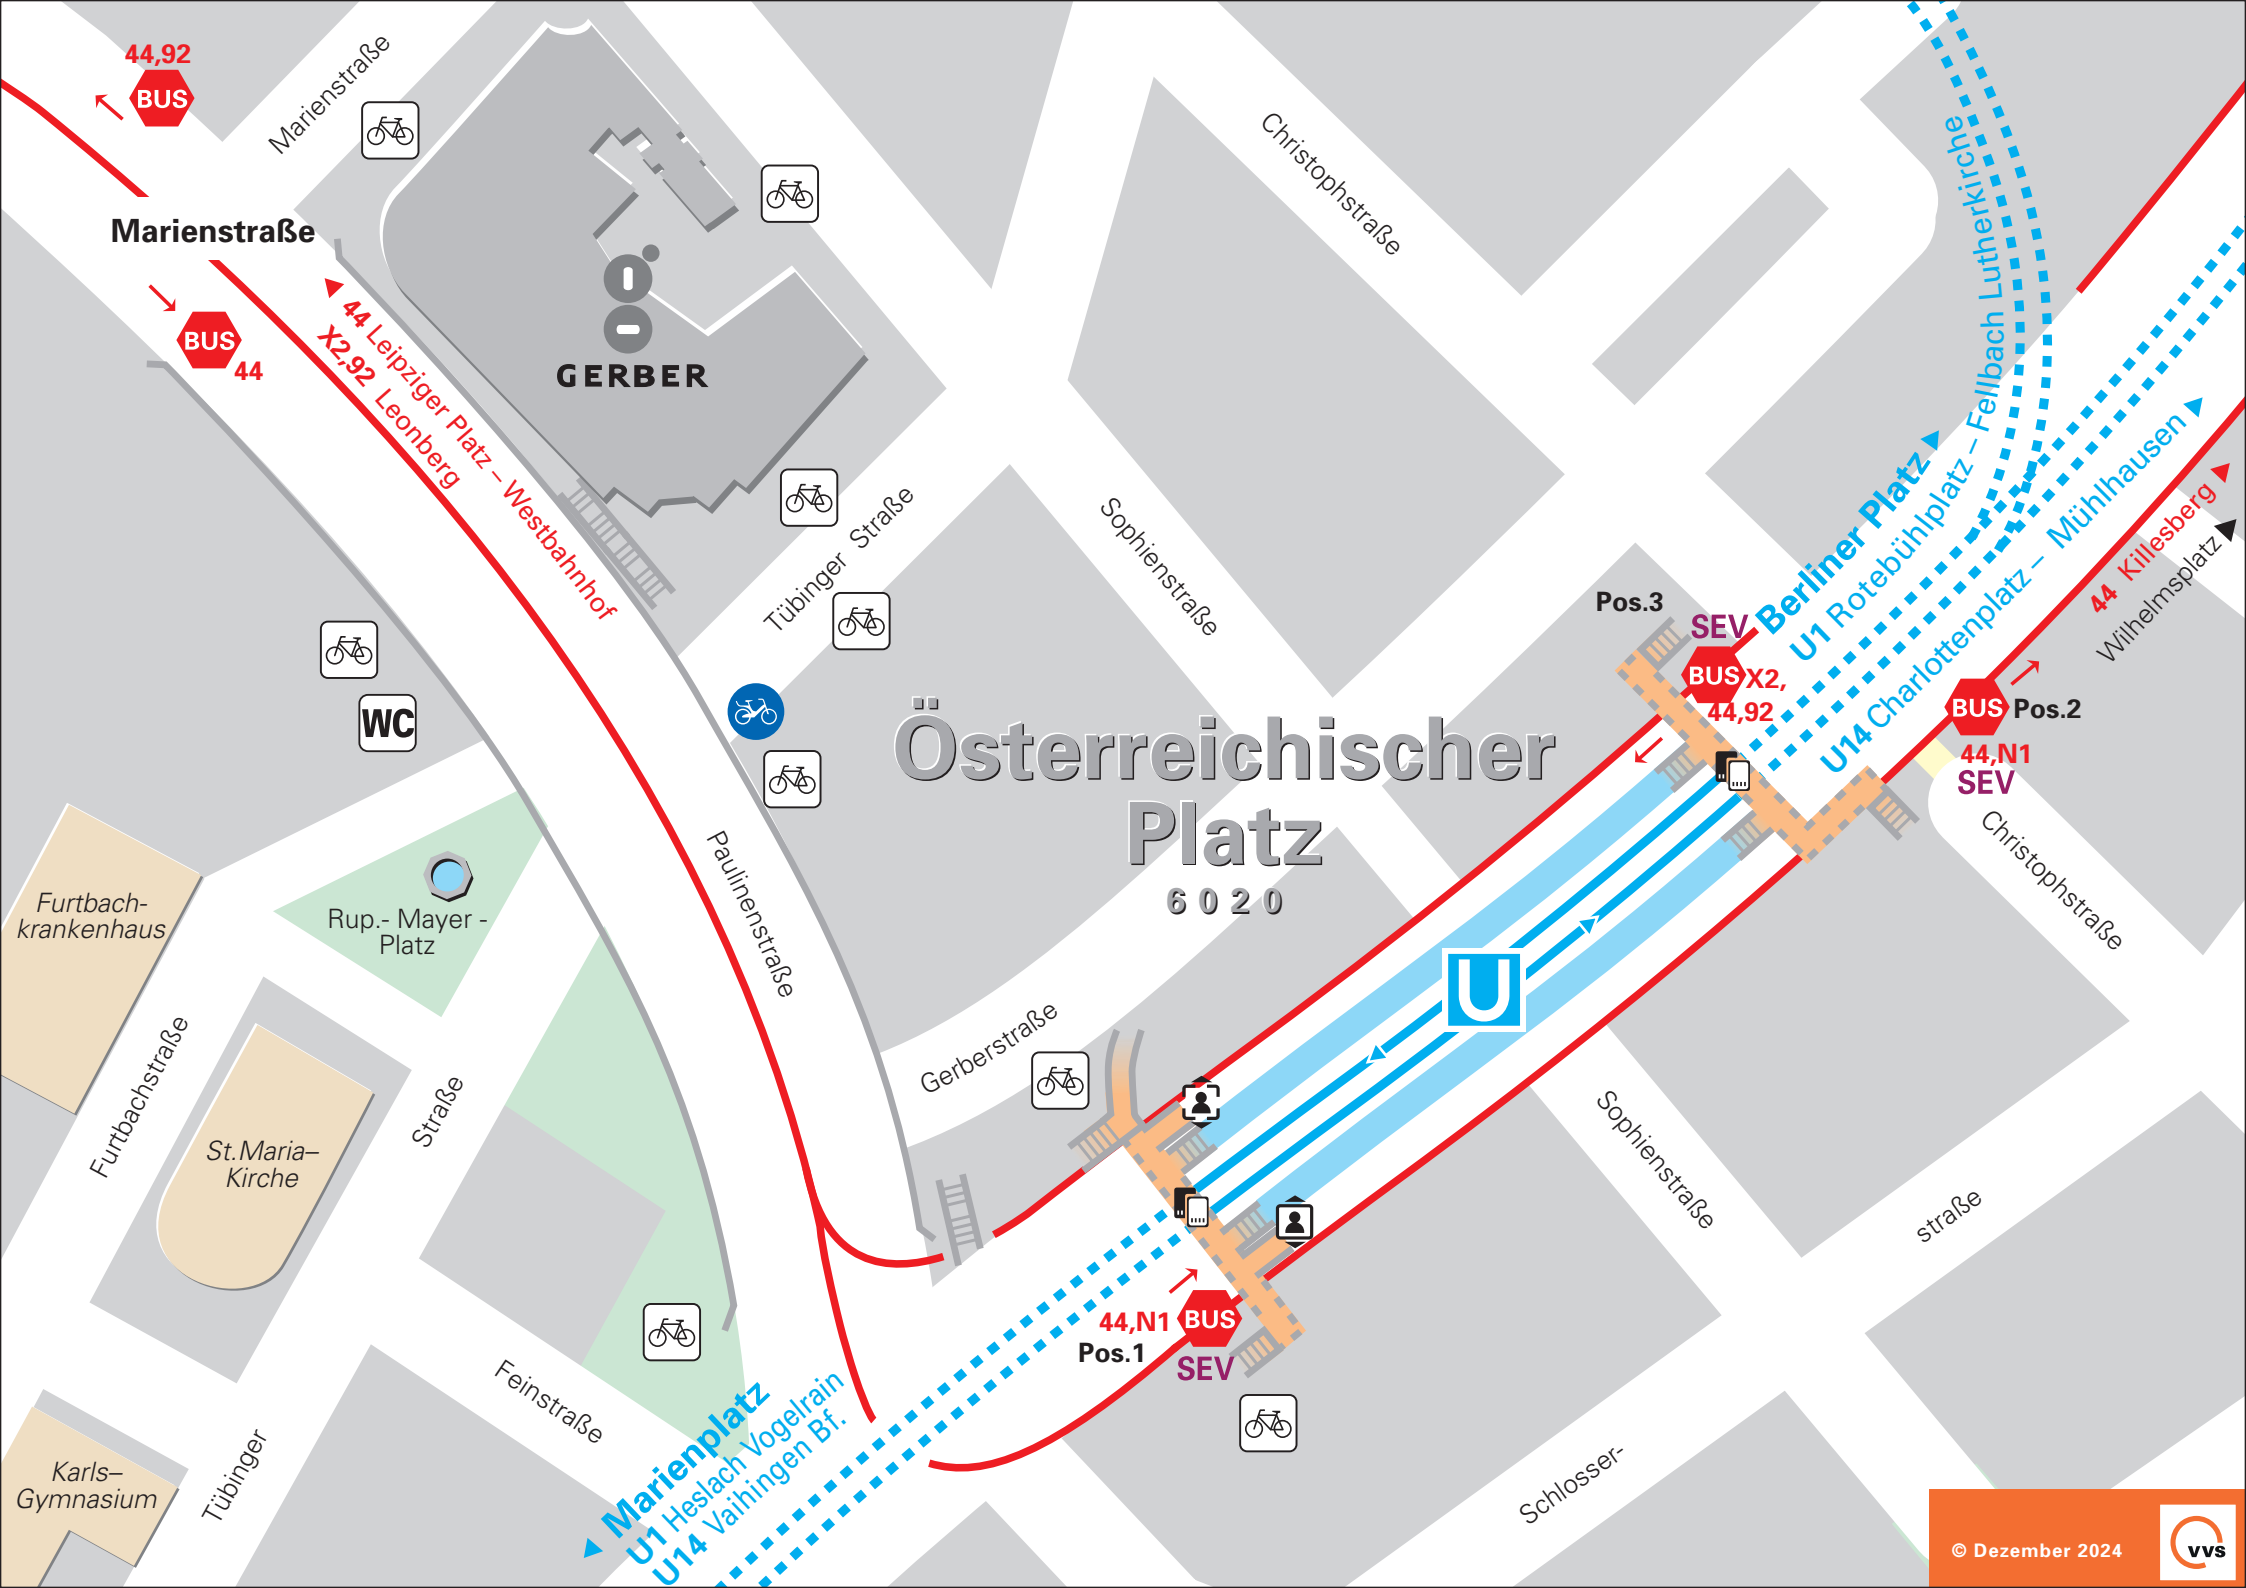 44,92
BUS
Marienstraße
Marienstraße
BUS
44
44 Leipziger Platz – Westbahnhof
X2,92 Leonberg
GERBER
Christophstraße
Tübinger Straße
Sophienstraße
WC
Österreichischer
Platz
6020
Paulinenstraße
Gerberstraße
Furtbach-
krankenhaus
Rup.- Mayer -
Platz
Furtbachstraße
Straße
St.Maria–
Kirche
Karls–
Gymnasium
Tübinger
Feinstraße
Marienplatz
U1 Heslach Vogelrain
U14 Vaihingen Bf.
44,N1
BUS
Pos.1
SEV
U
Pos.3
SEV
BUS
X2,
44,92
Berliner Platz
U1 Rotebühlplatz – Fellbach Lutherkirche
U14 Charlottenplatz – Mühlhausen
44 Killesberg
Wilhelmsplatz
BUS
Pos.2
44,N1
SEV
Christophstraße
Sophienstraße
straße
Schlosser-
© Dezember 2024
vvs